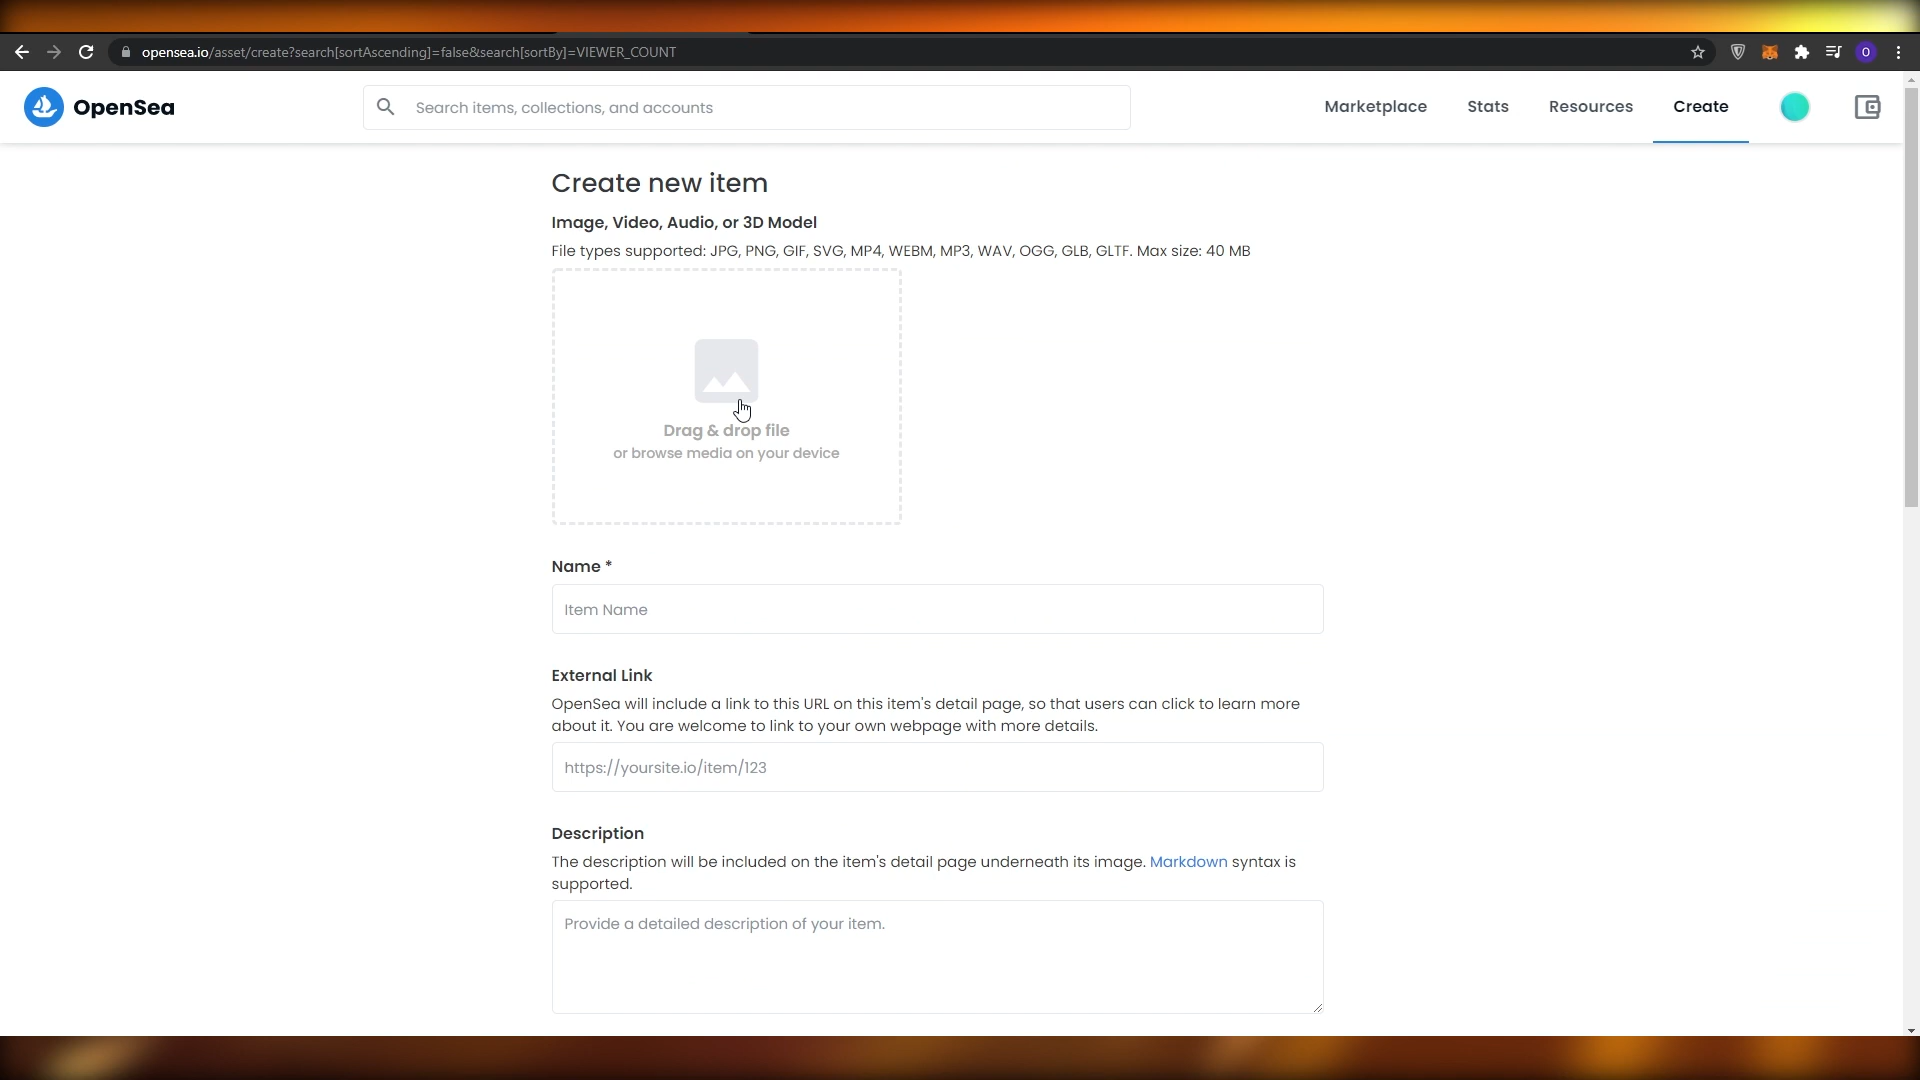 opensea.io/asset/create?search[sortAscending]=false&search[sortBy]=VIEWER_COUNT
O
OpenSea
Search items, collections, and accounts
Marketplace
Stats
Resources
Create
Create new item
Image, Video, Audio, or 3D Model
File types supported: JPG, PNG, GIF, SVG, MP4, WEBM, MP3, WAV, OGG, GLB, GLTF. Max size: 40 MB
Drag & drop file
or browse media on your device
Name *
Item Name
External Link
OpenSea will include a link to this URL on this item's detail page, so that users can click to learn more
about it. You are welcome to link to your own webpage with more details.
https://yoursite.io/item/123
Description
The description will be included on the item's detail page underneath its image. Markdown syntax is
supported.
Provide a detailed description of your item.